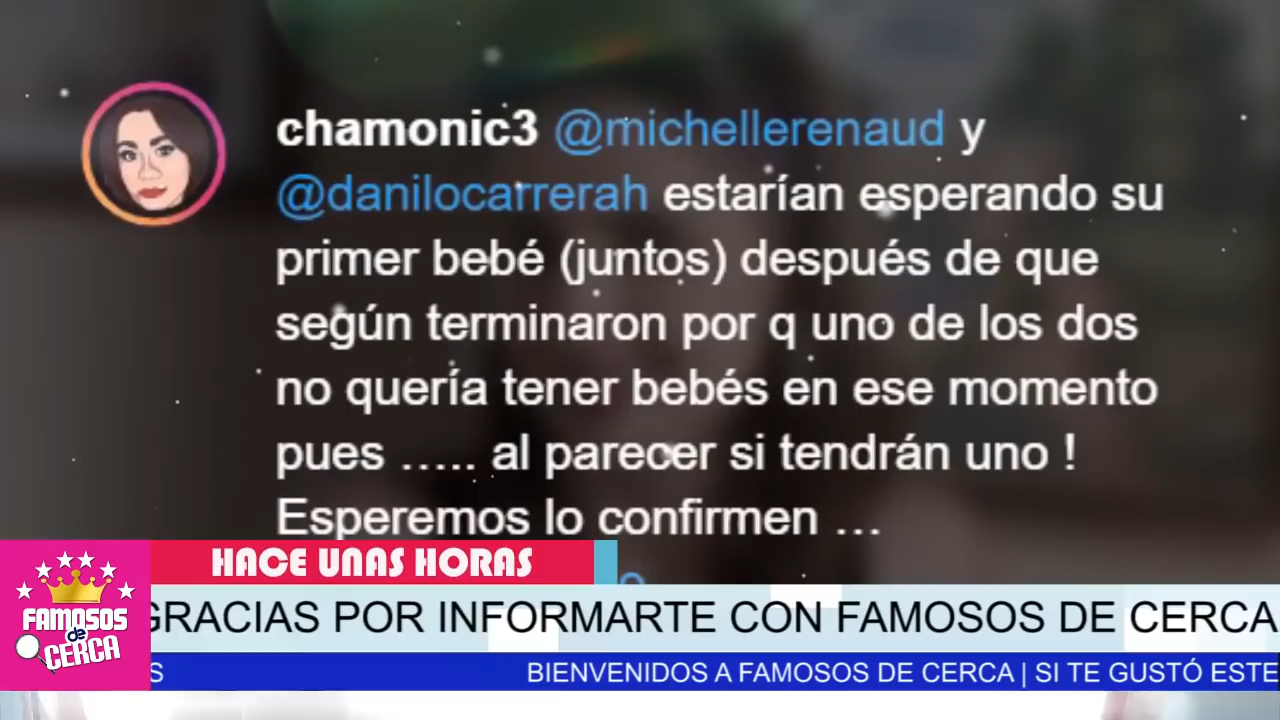 chamonic3 @michellerenaud y
@danilocarrerah estarían esperando su
primer bebé (juntos) después de que
según terminaron por q uno de los dos
no quería tener bebés en ese momento
pues ..... al parecer si tendrán uno !
Esperemos lo confirmen ...
HACE UNAS HORAS
FAMOSOS
de
CERCA
GRACIAS POR INFORMARTE CON FAMOSOS DE CERCA
S BIENVENIDOS A FAMOSOS DE CERCA | SI TE GUSTÓ ESTE